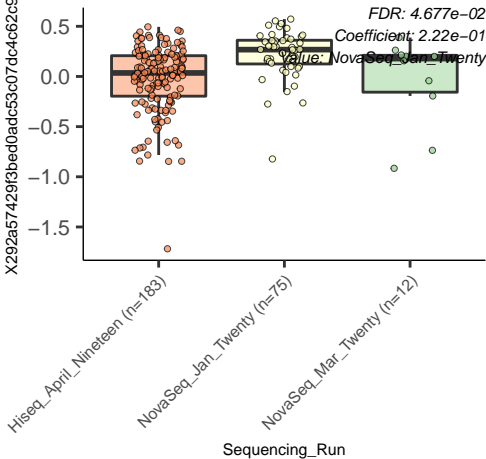 FDR: 4.677e−02
Coefficient: 2.22e−01
Value: NovaSeq_Jan_Twenty
0.5
0.0
−0.5
−1.0
−1.5
X292a57429f3bed0adc53c07dc4c62c9
Hiseq_April_Nineteen (n=183)
NovaSeq_Jan_Twenty (n=75)
NovaSeq_Mar_Twenty (n=12)
Sequencing_Run